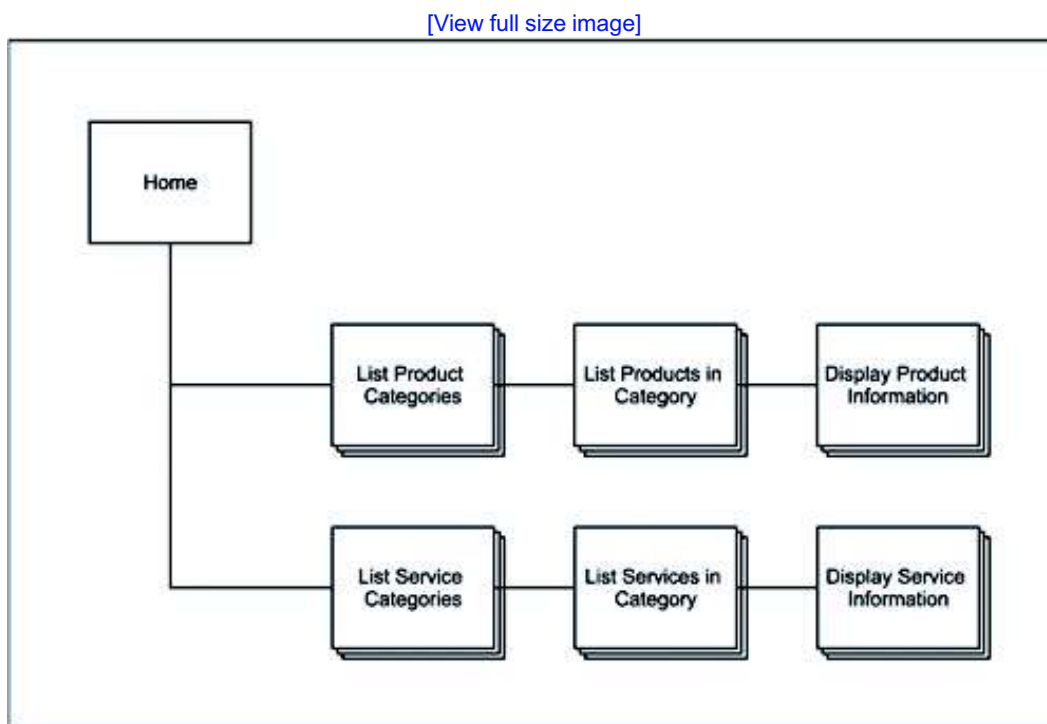 [View full size image]
Home
List Product
Categories
List Products in
Category
Display Product
Information
List Service
Categories
List Services in
Category
Display Service
Information